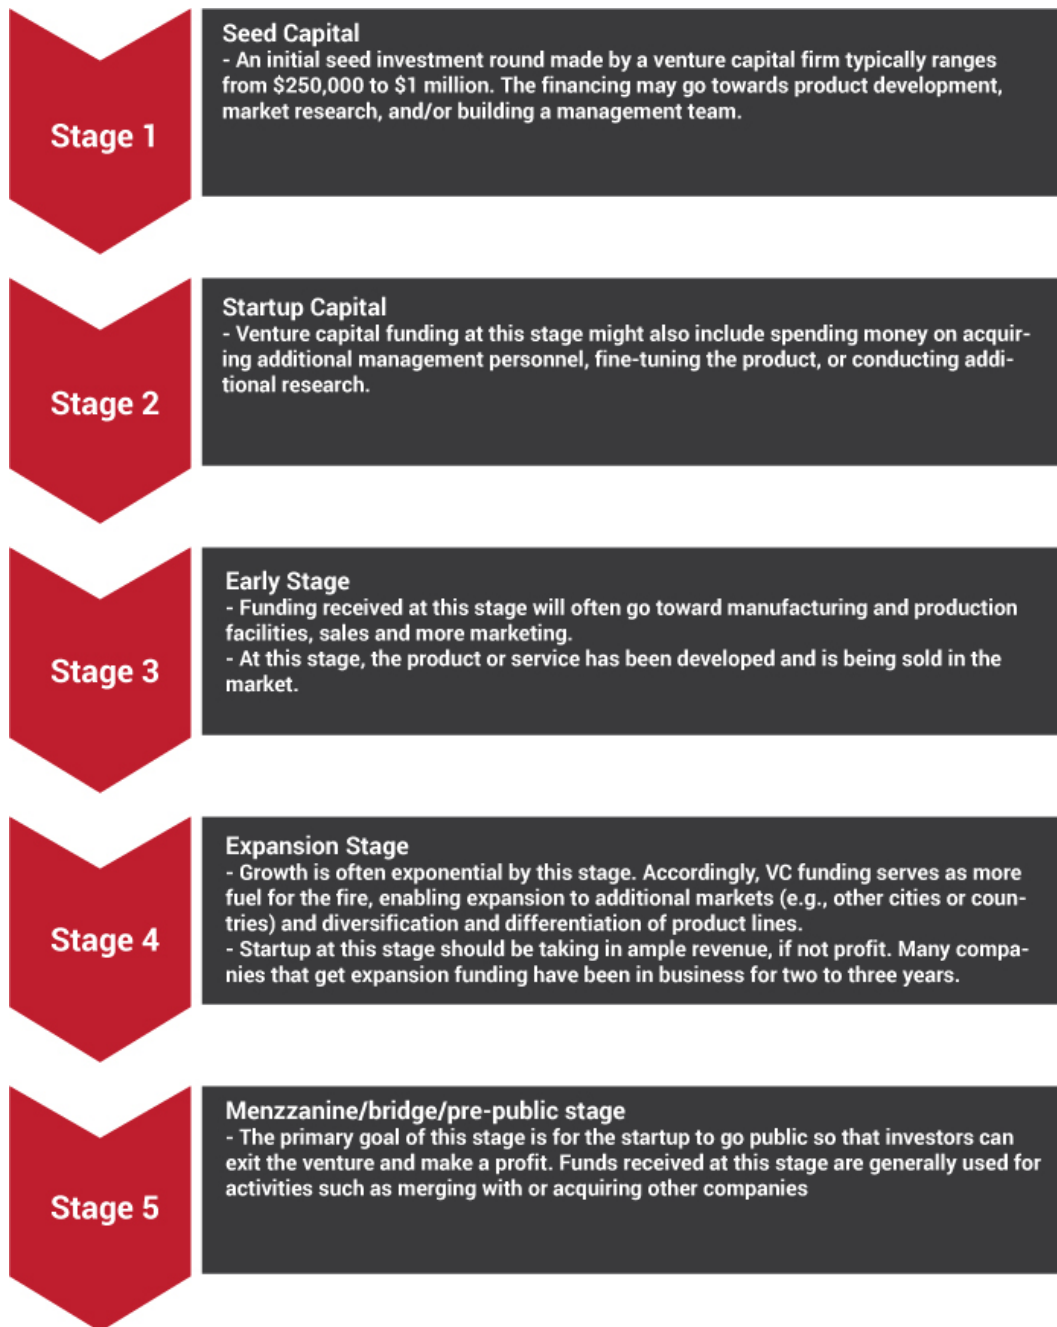 Stage 1
Seed Capital
- An initial seed investment round made by a venture capital firm typically ranges
from $250,000 to $1 million. The financing may go towards product development,
market research, and/or building a management team.
Stage 2
Startup Capital
- Venture capital funding at this stage might also include spending money on acquir-
ing additional management personnel, fine-tuning the product, or conducting addi-
tional research.
Stage 3
Early Stage
- Funding received at this stage will often go toward manufacturing and production
facilities, sales and more marketing.
- At this stage, the product or service has been developed and is being sold in the
market.
Stage 4
Expansion Stage
- Growth is often exponential by this stage. Accordingly, VC funding serves as more
fuel for the fire, enabling expansion to additional markets (e.g., other cities or coun-
tries) and diversification and differentiation of product lines.
- Startup at this stage should be taking in ample revenue, if not profit. Many compa-
nies that get expansion funding have been in business for two to three years.
Stage 5
Menzzanine/bridge/pre-public stage
- The primary goal of this stage is for the startup to go public so that investors can
exit the venture and make a profit. Funds received at this stage are generally used for
activities such as merging with or acquiring other companies